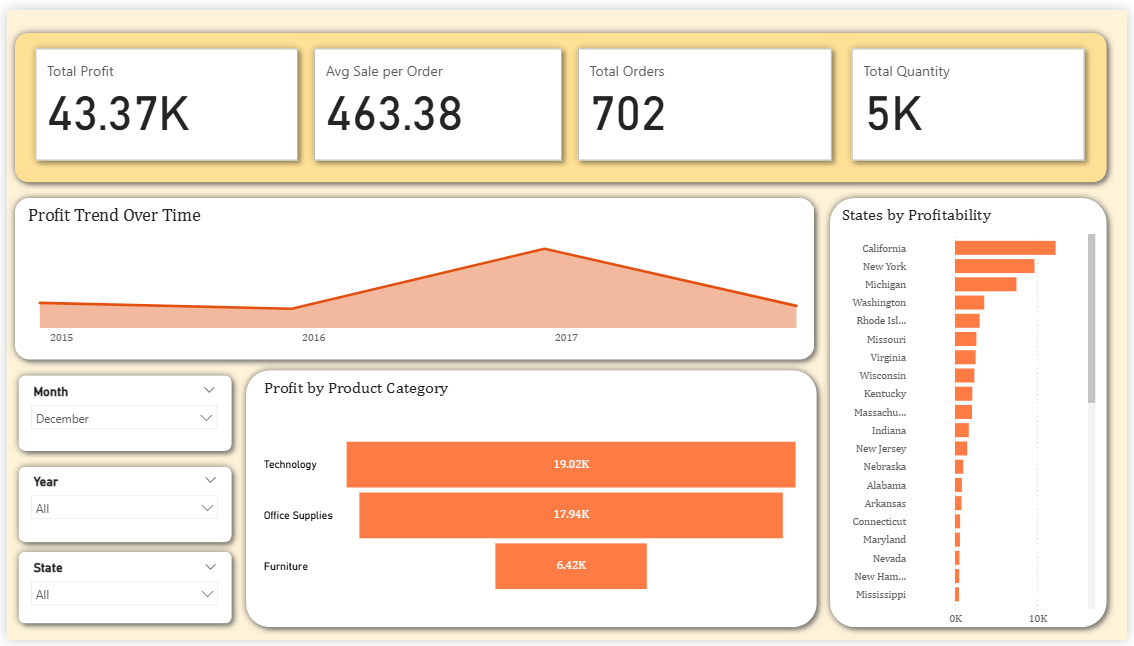 Total Profit
43.37K
Avg Sale per Order
463.38
Total Orders
702
Total Quantity
5K
Profit Trend Over Time
2015
2016
2017
States by Profitability
California
New York
Michigan
Washington
Rhode Isl...
Missouri
Virginia
Wisconsin
Kentucky
Massachu...
Indiana
New Jersey
Nebraska
Alabama
Arkansas
Connecticut
Maryland
Nevada
New Ham...
Mississippi
0K 10K
Month
December
Year
All
State
All
Profit by Product Category
Technology 19.02K
Office Supplies 17.94K
Furniture 6.42K